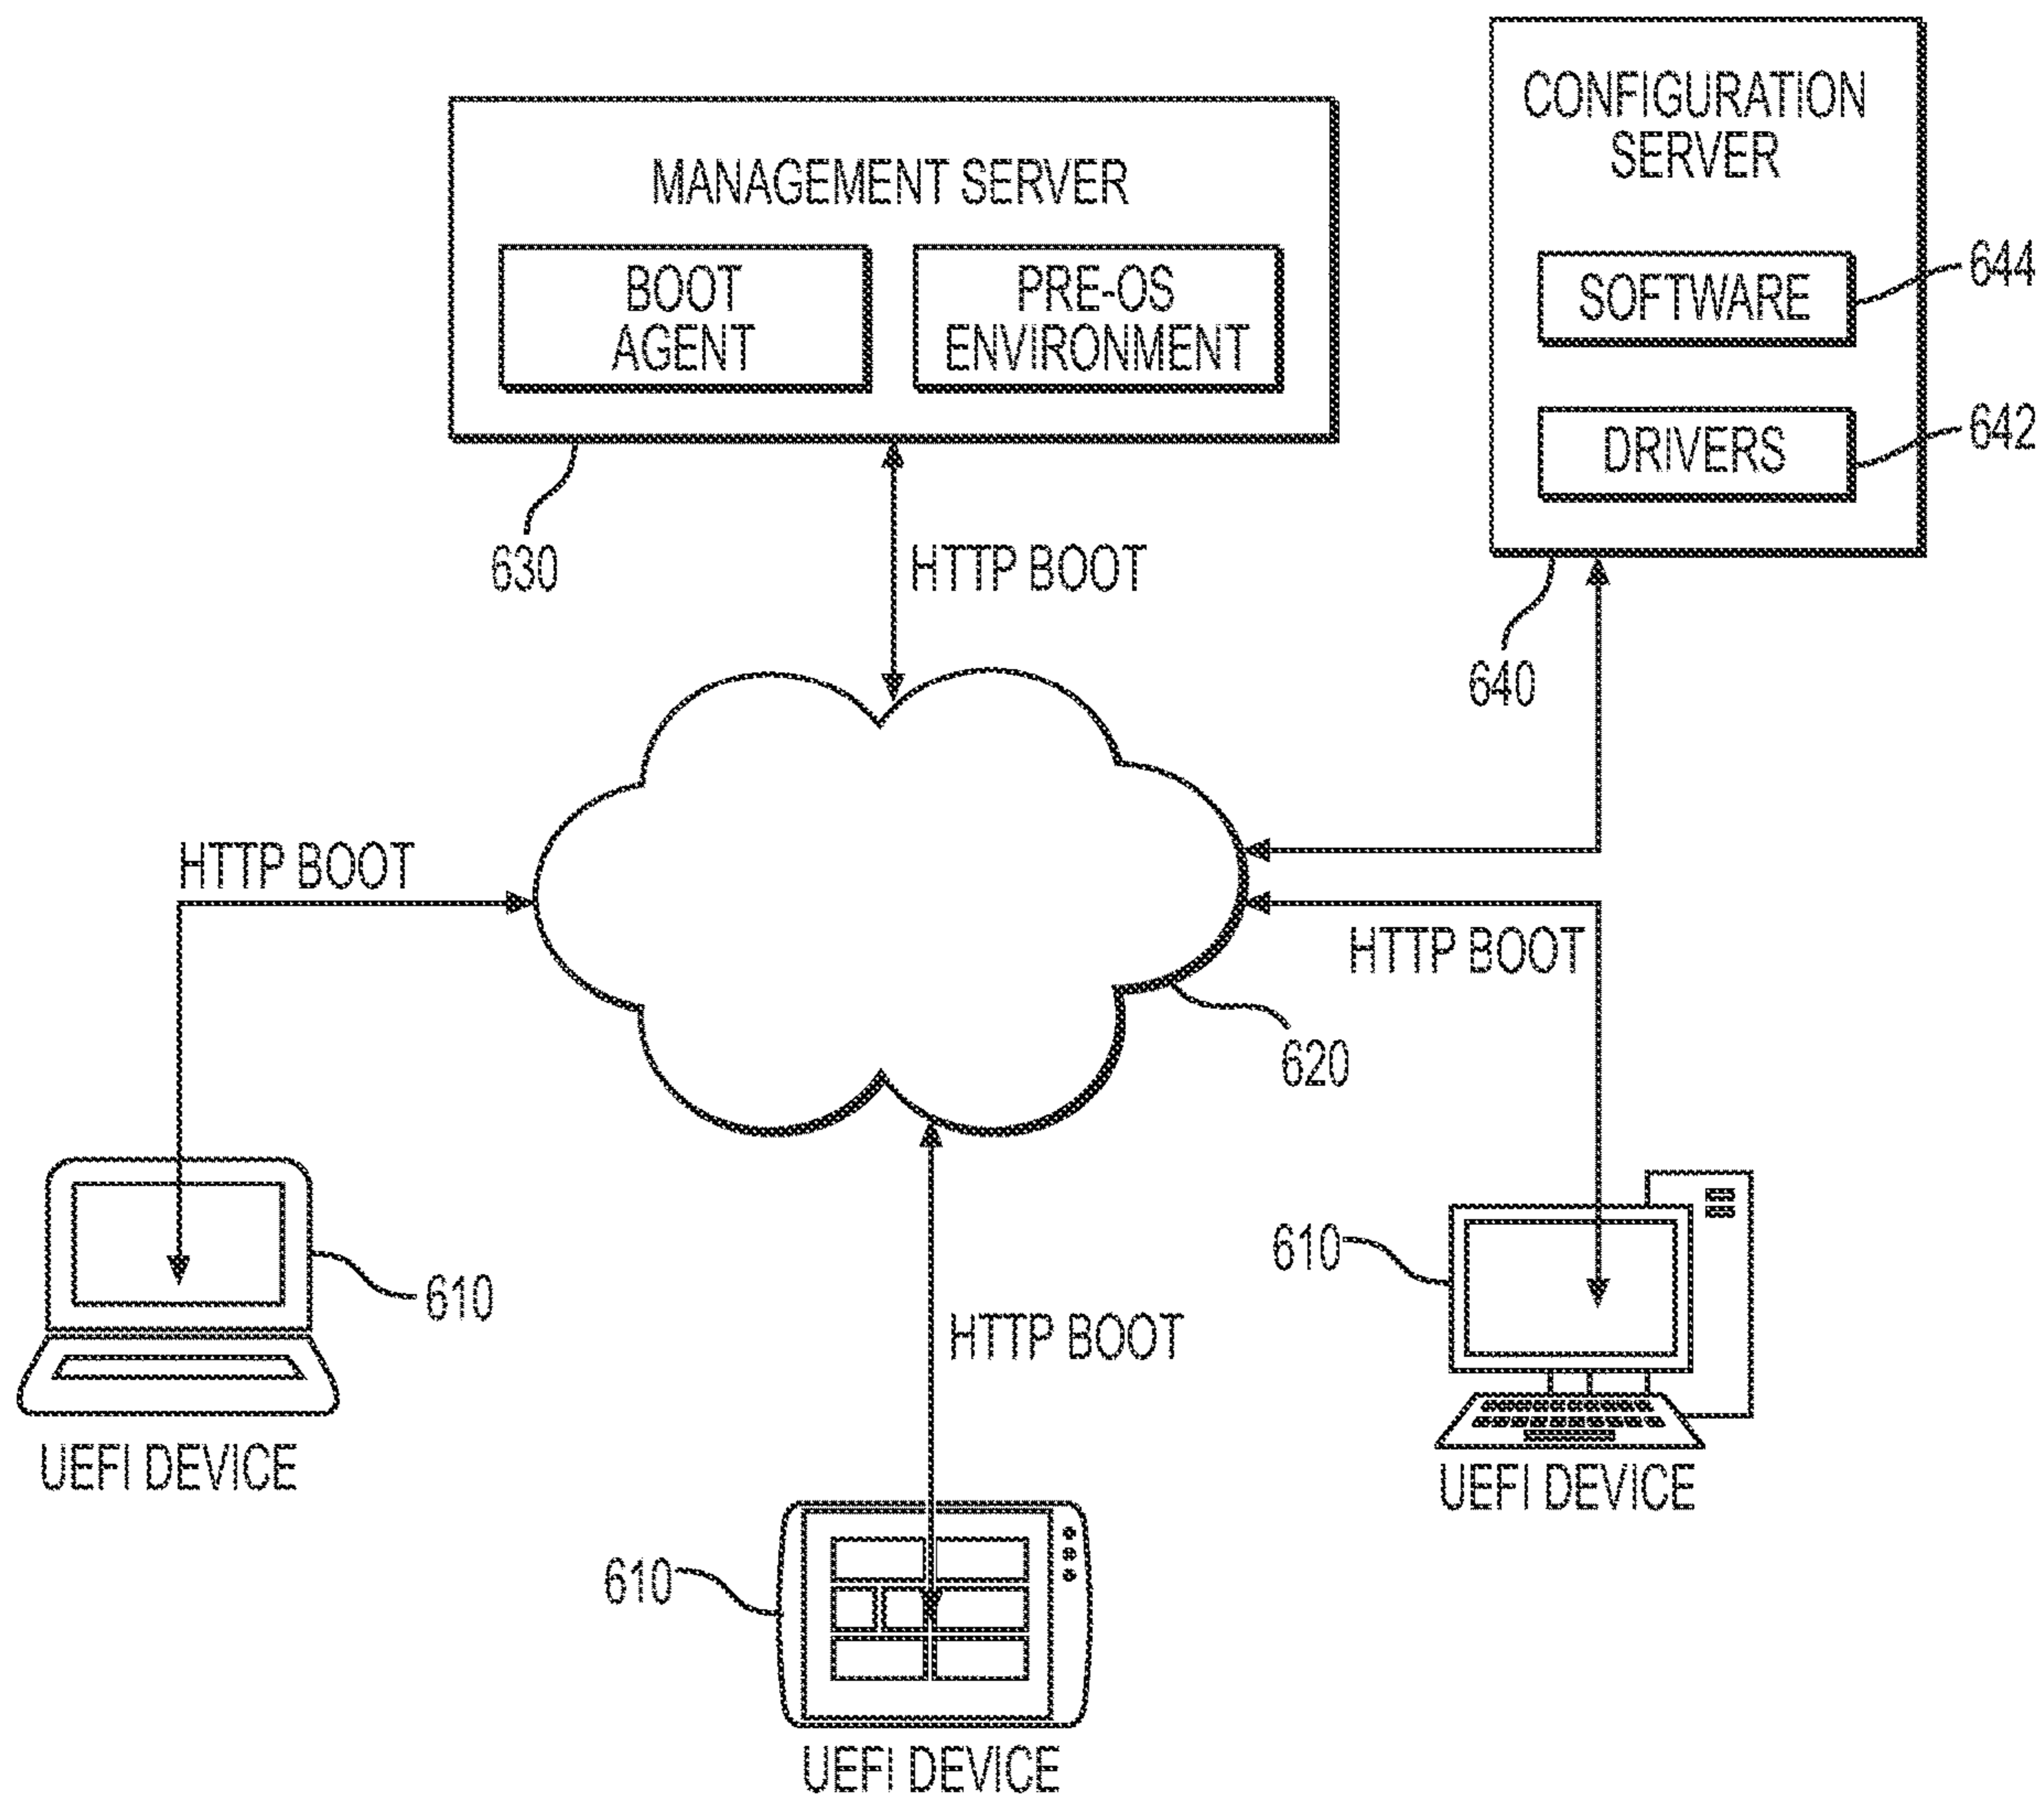 CONFIGURATION
SERVER
MANAGEMENT SERVER
BOOT
AGENT
PRE-OS
ENVIRONMENT
SOFTWARE
644
DRIVERS
642
630
HTTP BOOT
640
HTTP BOOT
HTTP BOOT
620
610
610
HTTP BOOT
UEFI DEVICE
UEFI DEVICE
610
UEFI DEVICE